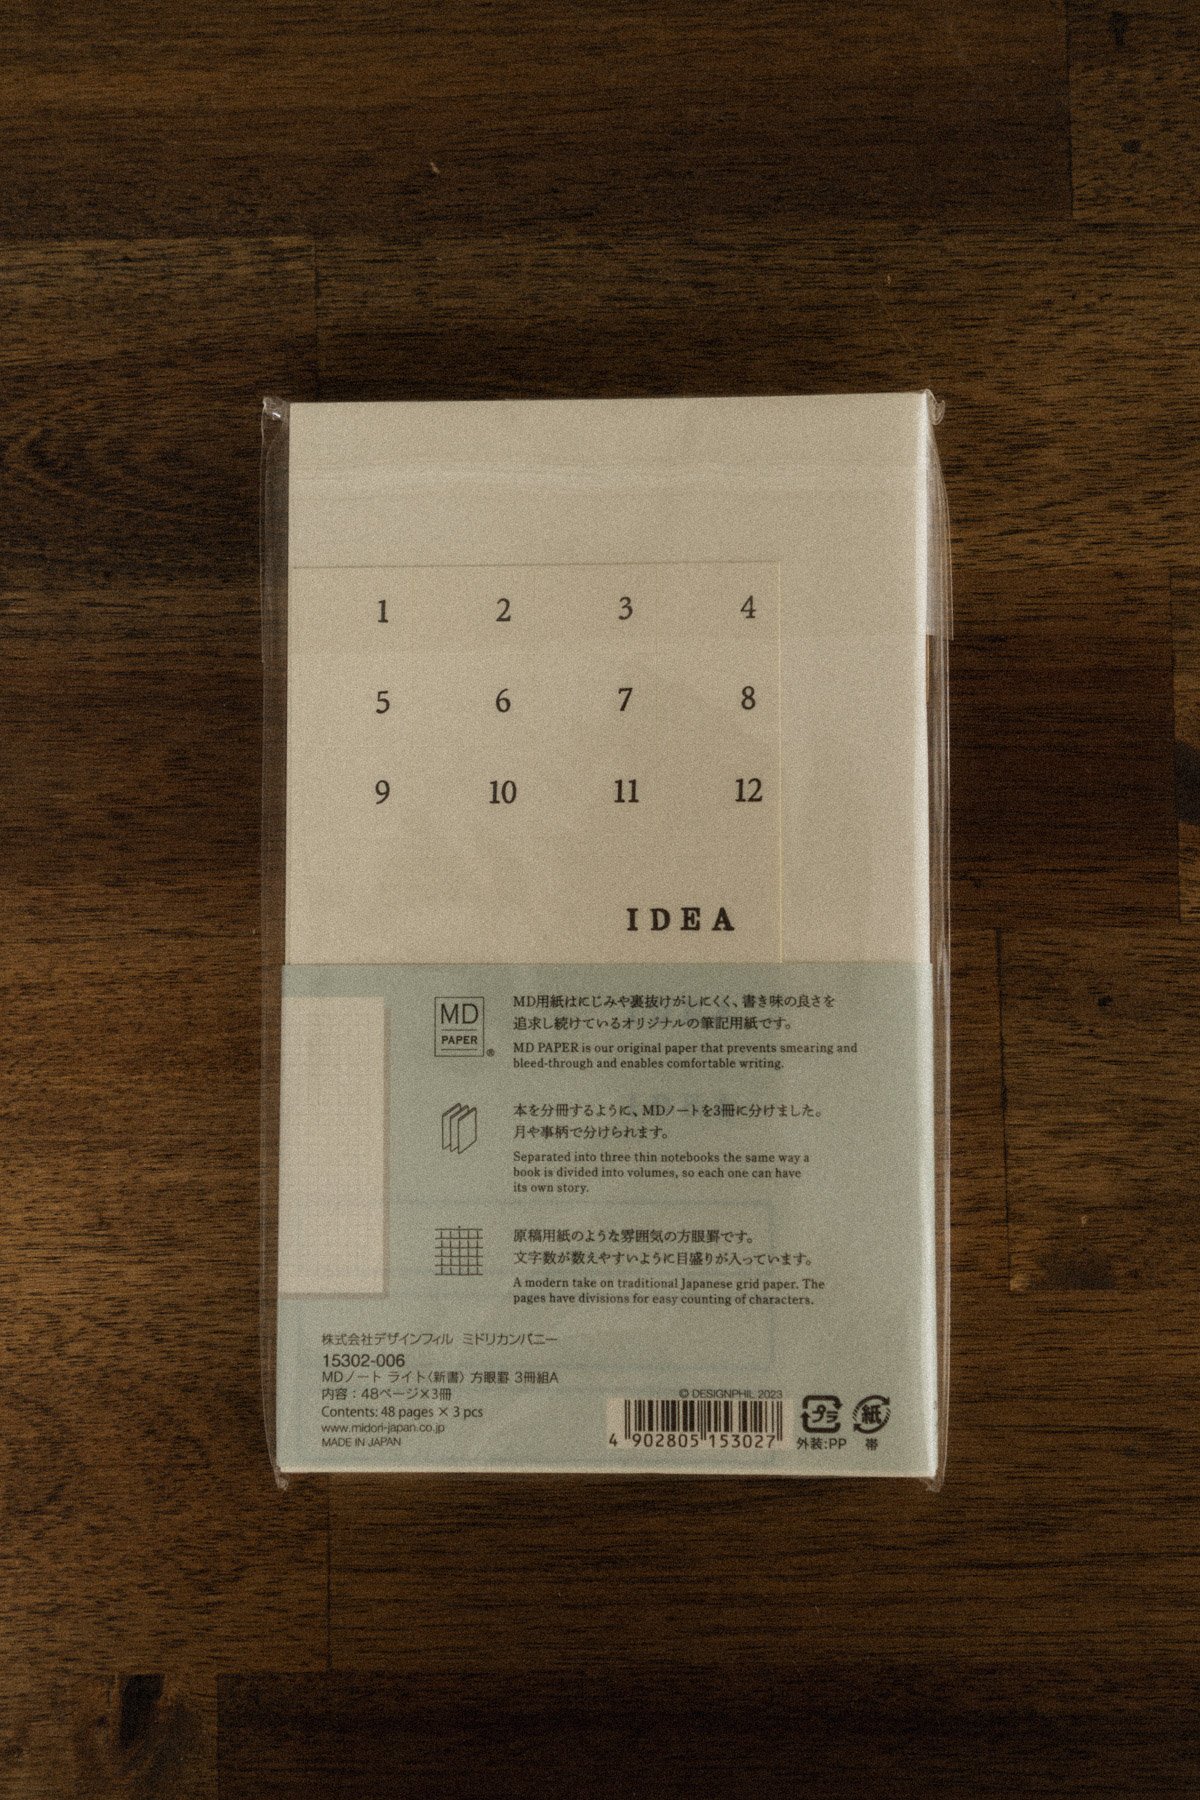 1 2 3 4
5 6 7 8
9 10 11 12
IDEA
MD
PAPER
®
MD用紙はにじみや裏抜けがしにくく、書き味の良さを
追求し続けているオリジナルの筆記用紙です。
MD PAPER is our original paper that prevents smearing and
bleed-through and enables comfortable writing.
本を分冊するように、MDノートを3冊に分けました。
月や事柄で分けられます。
Separated into three thin notebooks the same way a
book is divided into volumes, so each one can have
its own story.
原稿用紙のような雰囲気の方眼罫です。
文字数が数えやすいように目盛りが入っています。
A modern take on traditional Japanese grid paper. The
pages have divisions for easy counting of characters.
株式会社デザインフィル ミドリカンパニー
15302-006
MDノート ライト〈新書〉 方眼罫 3冊組A
内容：48ページ×3冊
Contents: 48 pages × 3 pcs
www.midori-japan.co.jp
MADE IN JAPAN
© DESIGNPHIL 2023
4 902805 153027
プラ
外装:PP
紙
帯